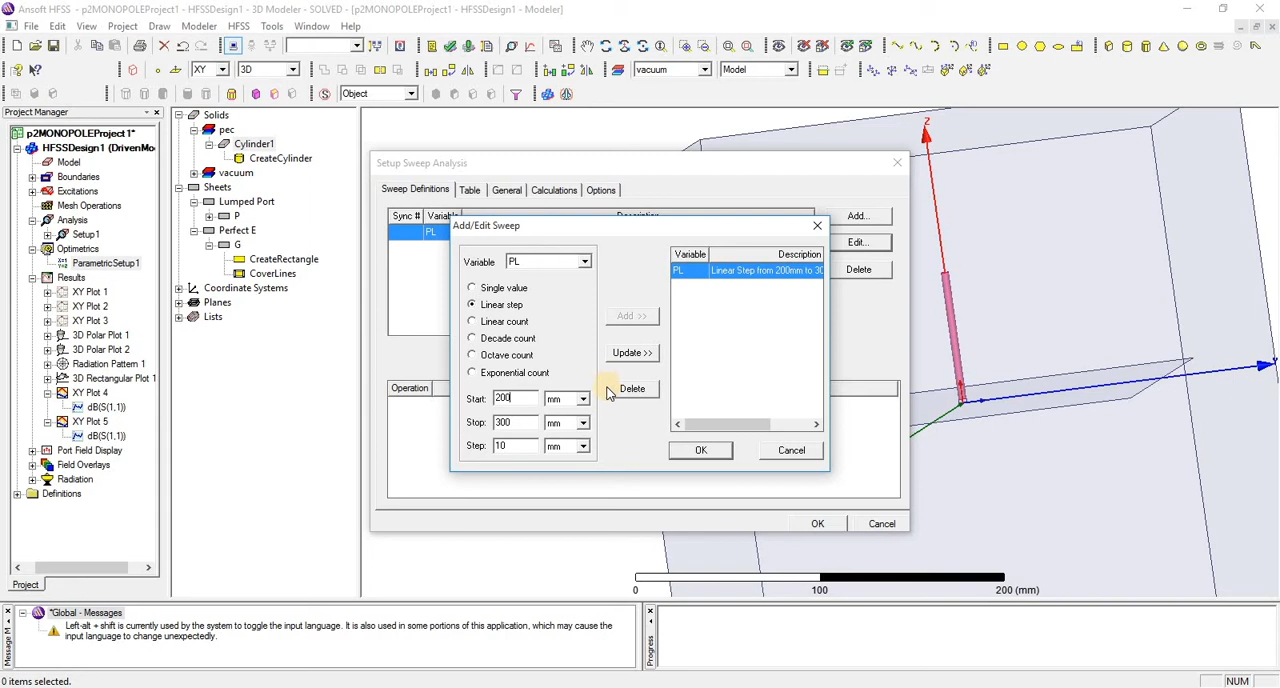 Ansoft HFSS - p2MONOPOLEProject1 - HFSSDesign1 - 3D Modeler - SOLVED - [p2MONOPOLEProject1 - HFSSDesign1 - Modeler]
File Edit View Project Draw Modeler HFSS Tools Window Help
XY 3D vacuum Model
Object
Project Manager
p2MONOPOLEProject1*
HFSSDesign1 (DrivenMo
Model
Boundaries
Excitations
Mesh Operations
Analysis
Setup1
Optimetrics
ParametricSetup1
Results
XY Plot 1
XY Plot 2
XY Plot 3
3D Polar Plot 1
3D Polar Plot 2
Radiation Pattern 1
3D Rectangular Plot 1
XY Plot 4
dB(S(1,1))
XY Plot 5
dB(S(1,1))
Port Field Display
Field Overlays
Radiation
Definitions
Project
Solids
pec
Cylinder1
CreateCylinder
vacuum
Sheets
Lumped Port
P
Perfect E
G
CreateRectangle
CoverLines
Coordinate Systems
Planes
Lists
Setup Sweep Analysis
Sweep Definitions Table General Calculations Options
Sync # Variab Description
PL
Add...
Edit...
Delete
Operation
OK Cancel
Add/Edit Sweep
Variable PL
Single value
Linear step
Linear count
Decade count
Octave count
Exponential count
Start: 200 mm
Stop: 300 mm
Step: 10 mm
Add >>
Update >>
Delete
Variable Description
PL Linear Step from 200mm to 30
OK Cancel
Z
0 100 200 (mm)
*Global - Messages
Left-alt + shift is currently used by the system to toggle the input language. It is also used in some portions of this application, which may cause the
input language to change unexpectedly.
Message M
Progress
0 items selected.
NUM